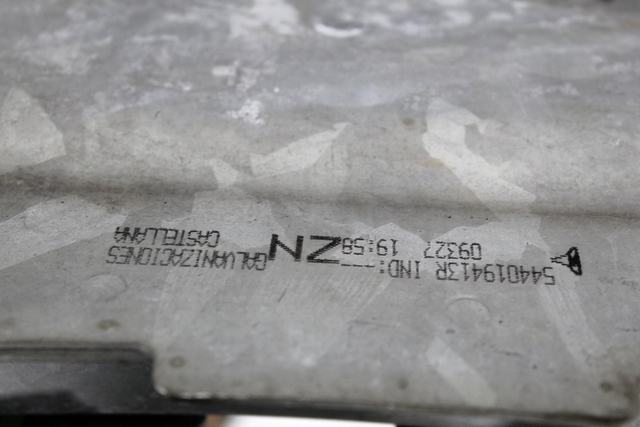 544019413R IND:---
09327 19:58
ZN
GALVANIZACIONES
CASTELLANA